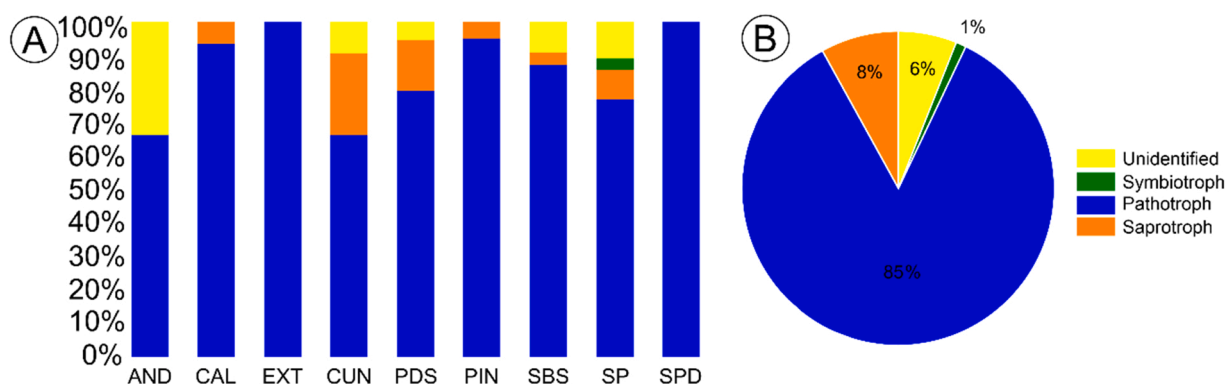 A
100%
90%
80%
70%
60%
50%
40%
30%
20%
10%
0%
AND CAL EXT CUN PDS PIN SBS SP SPD
B
1%
8% 6%
85%
Unidentified
Symbiotroph
Pathotroph
Saprotroph